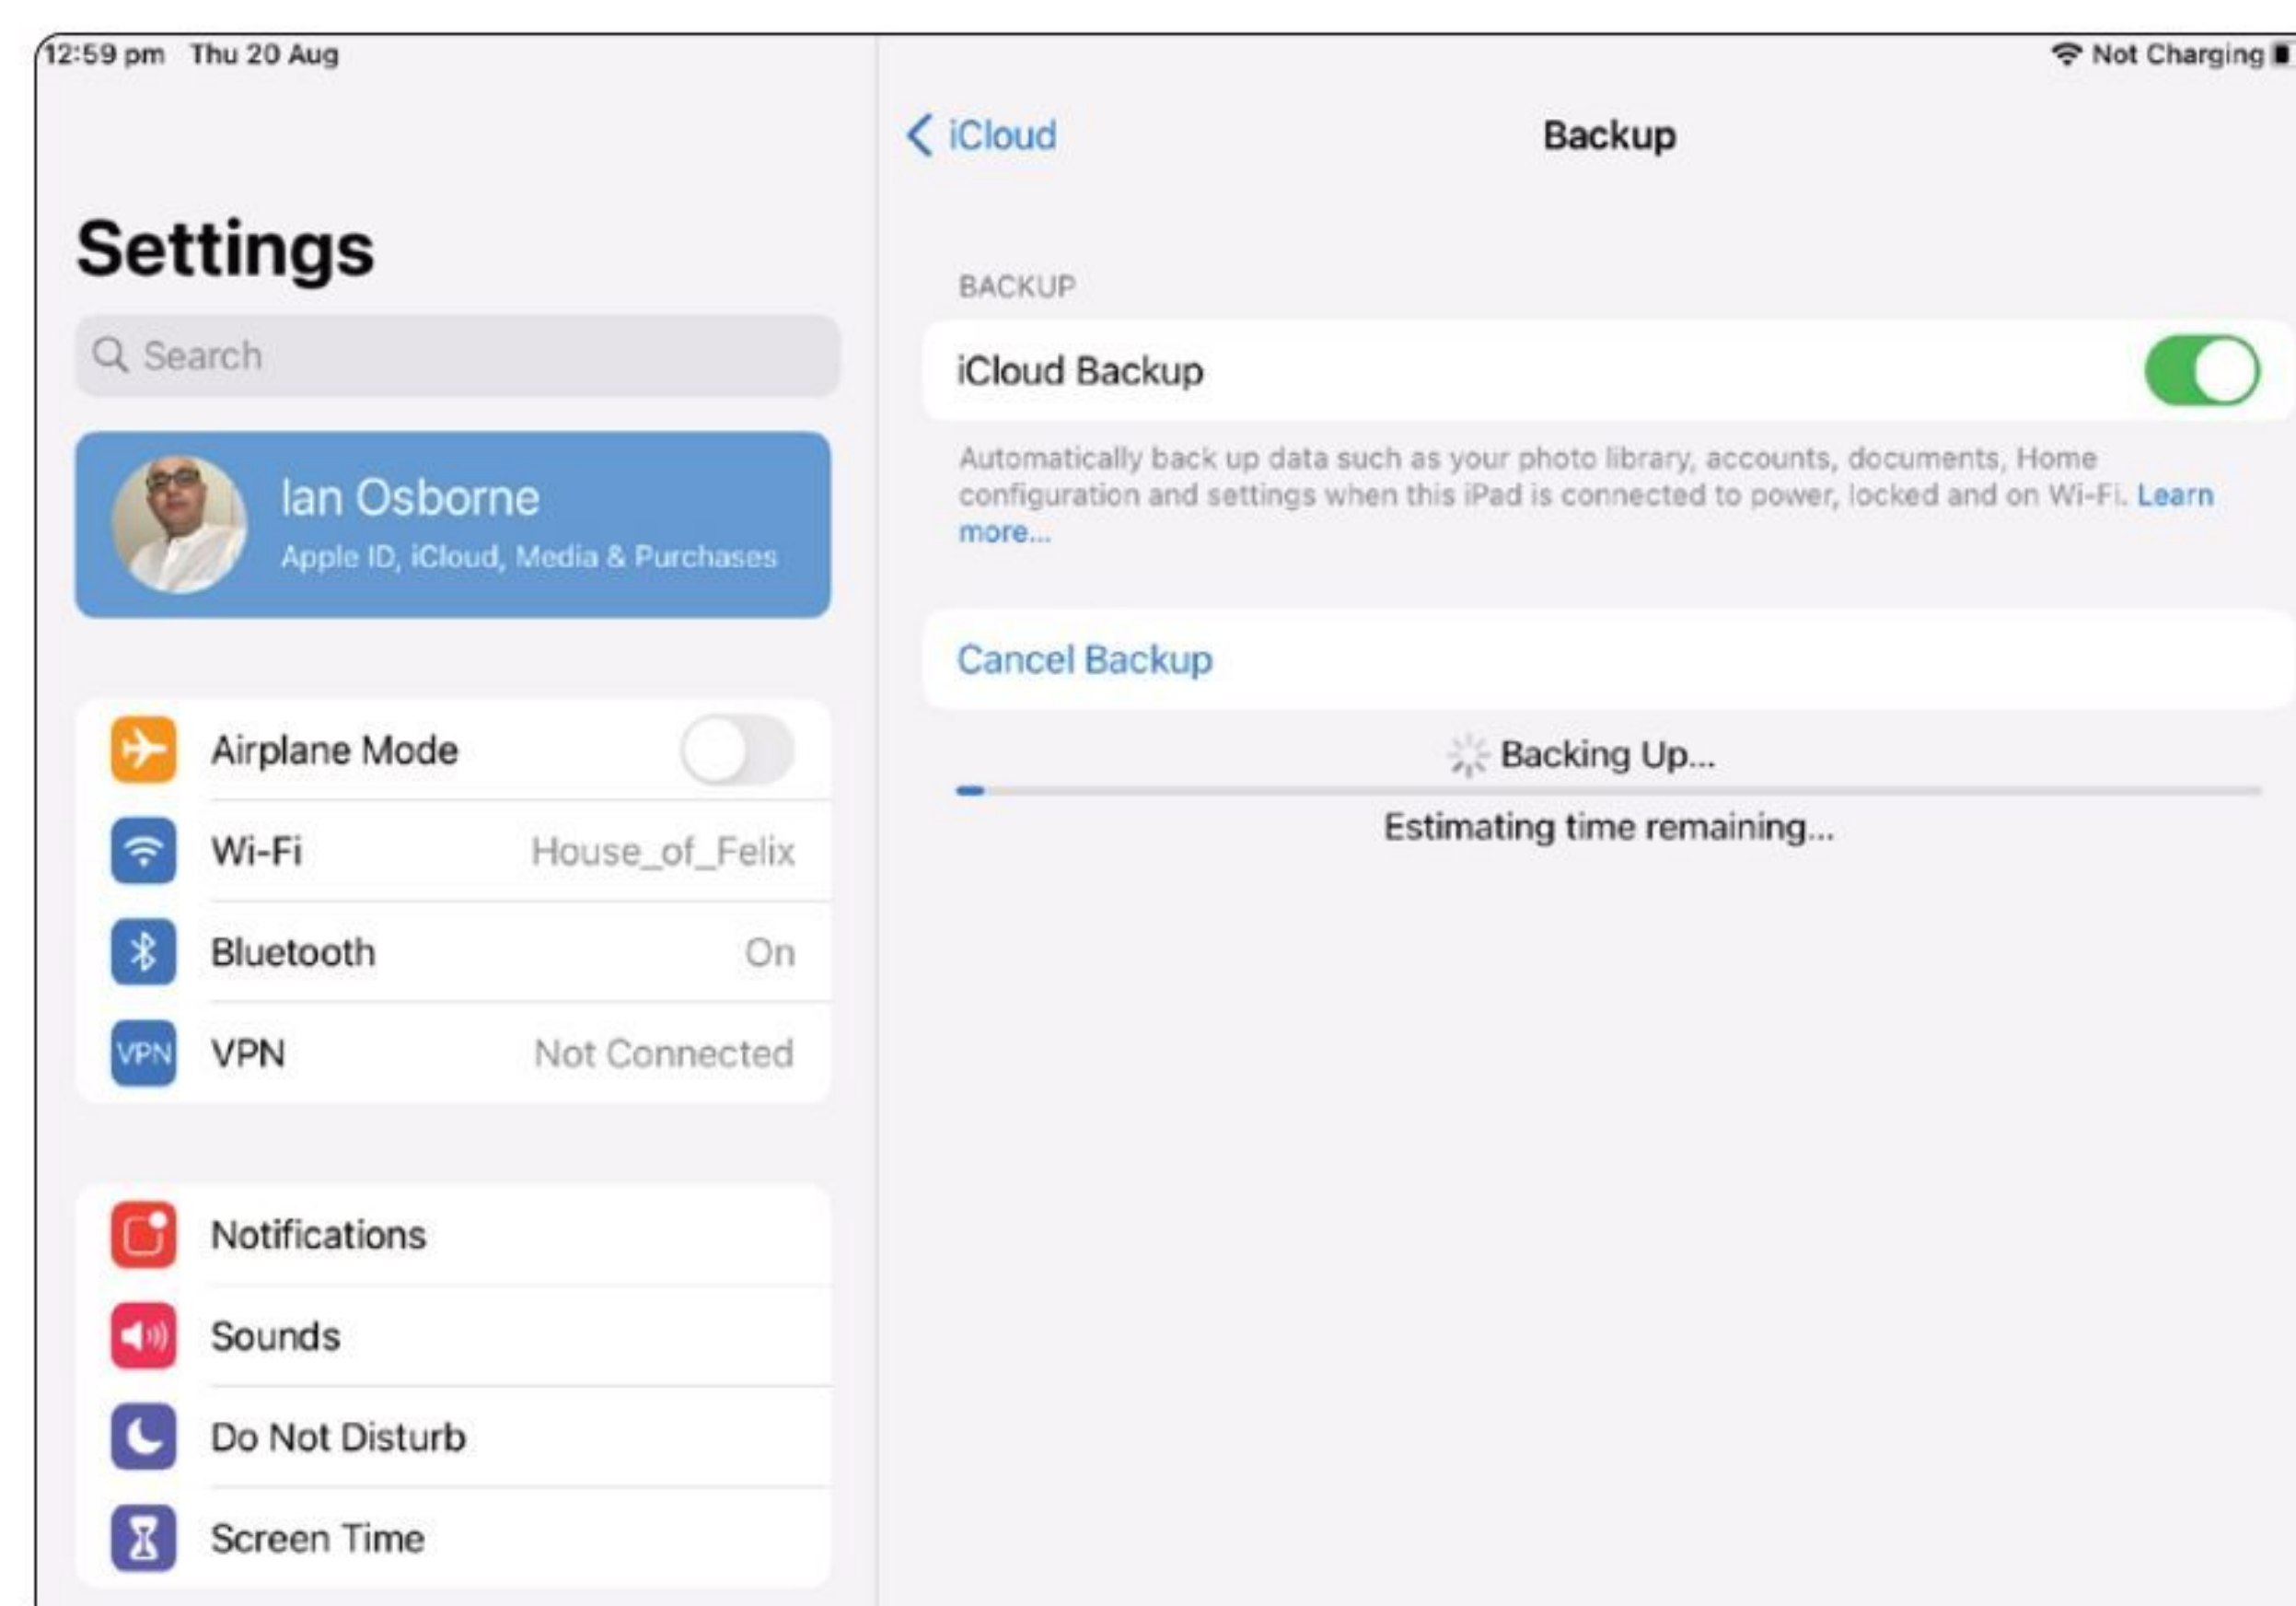 12:59 pm Thu 20 Aug
Not Charging
Settings
Search
Ian Osborne
Apple ID, iCloud, Media & Purchases
Airplane Mode
Wi-Fi House_of_Felix
Bluetooth On
VPN VPN Not Connected
Notifications
Sounds
Do Not Disturb
Screen Time
iCloud Backup
BACKUP
iCloud Backup
Automatically back up data such as your photo library, accounts, documents, Home
configuration and settings when this iPad is connected to power, locked and on Wi-Fi. Learn
more...
Cancel Backup
Backing Up...
Estimating time remaining...